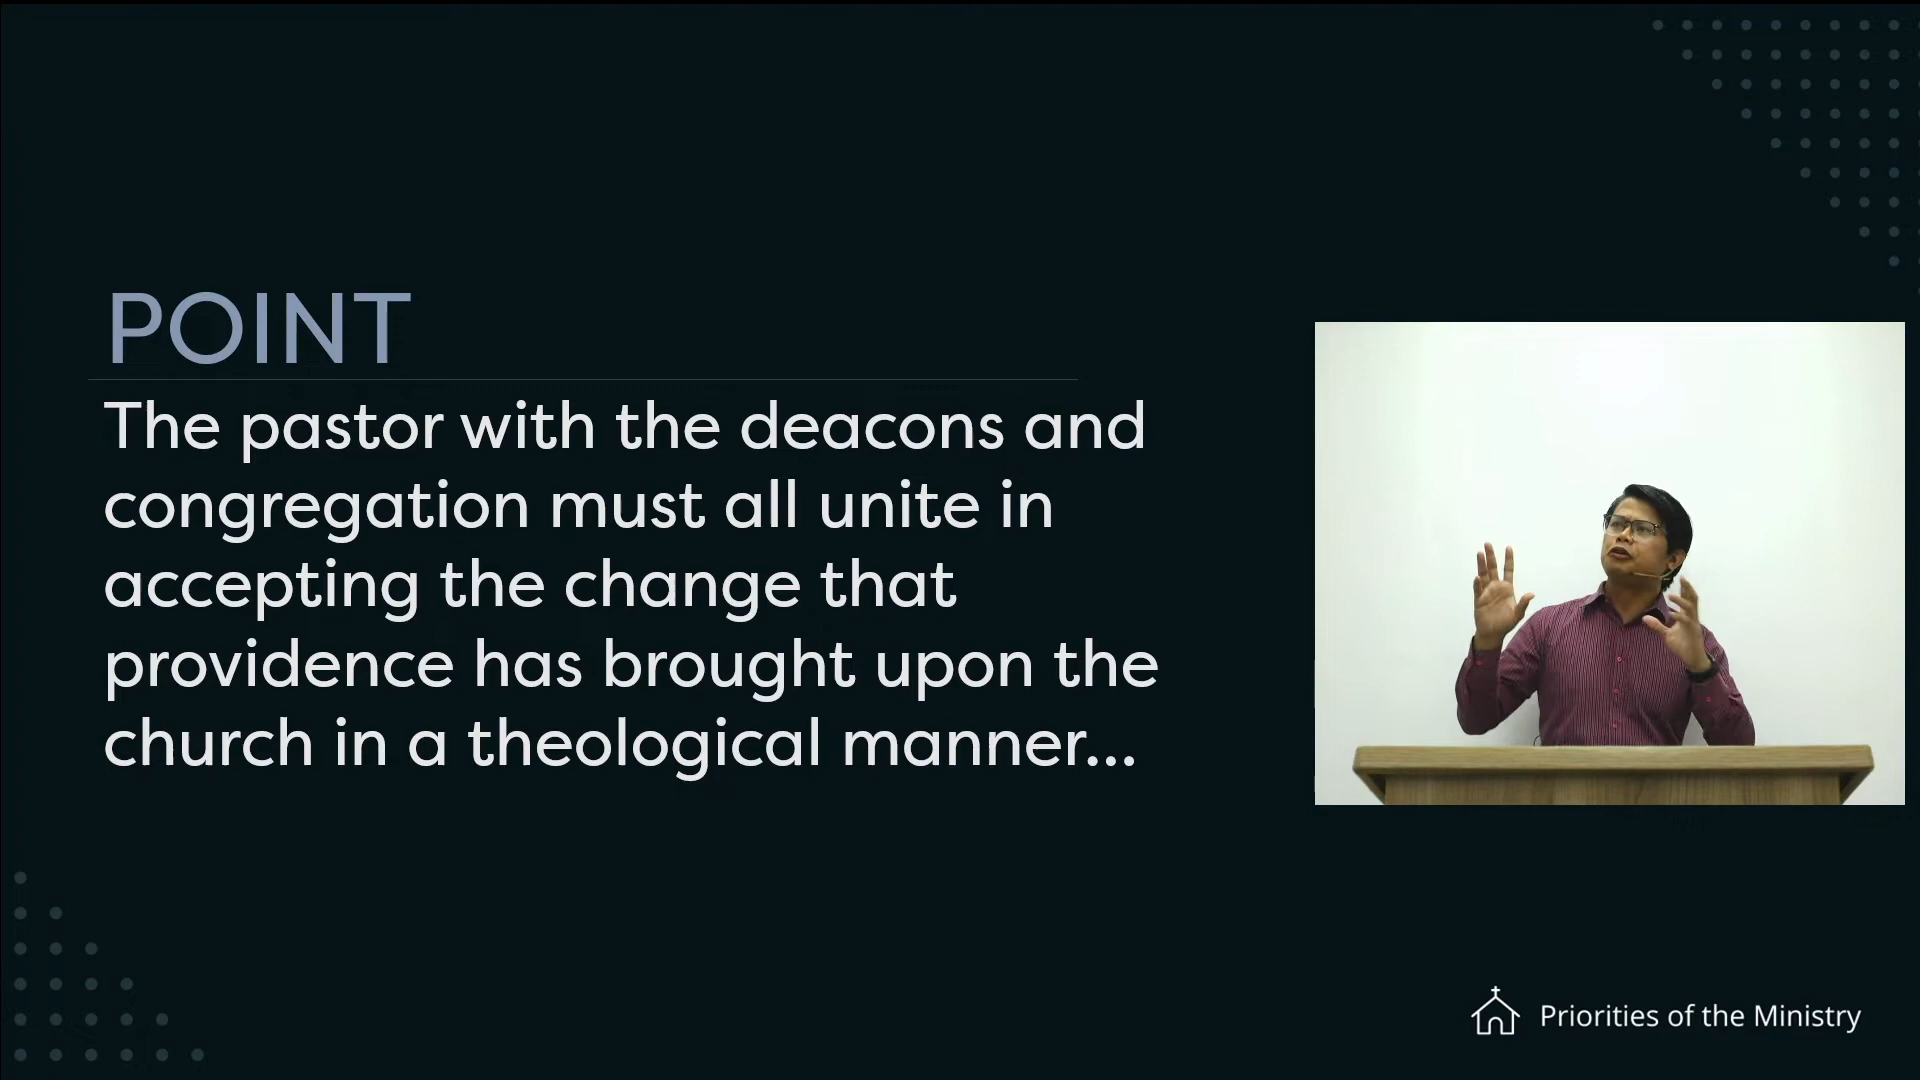 POINT
The pastor with the deacons and
congregation must all unite in
accepting the change that
providence has brought upon the
church in a theological manner...
Priorities of the Ministry